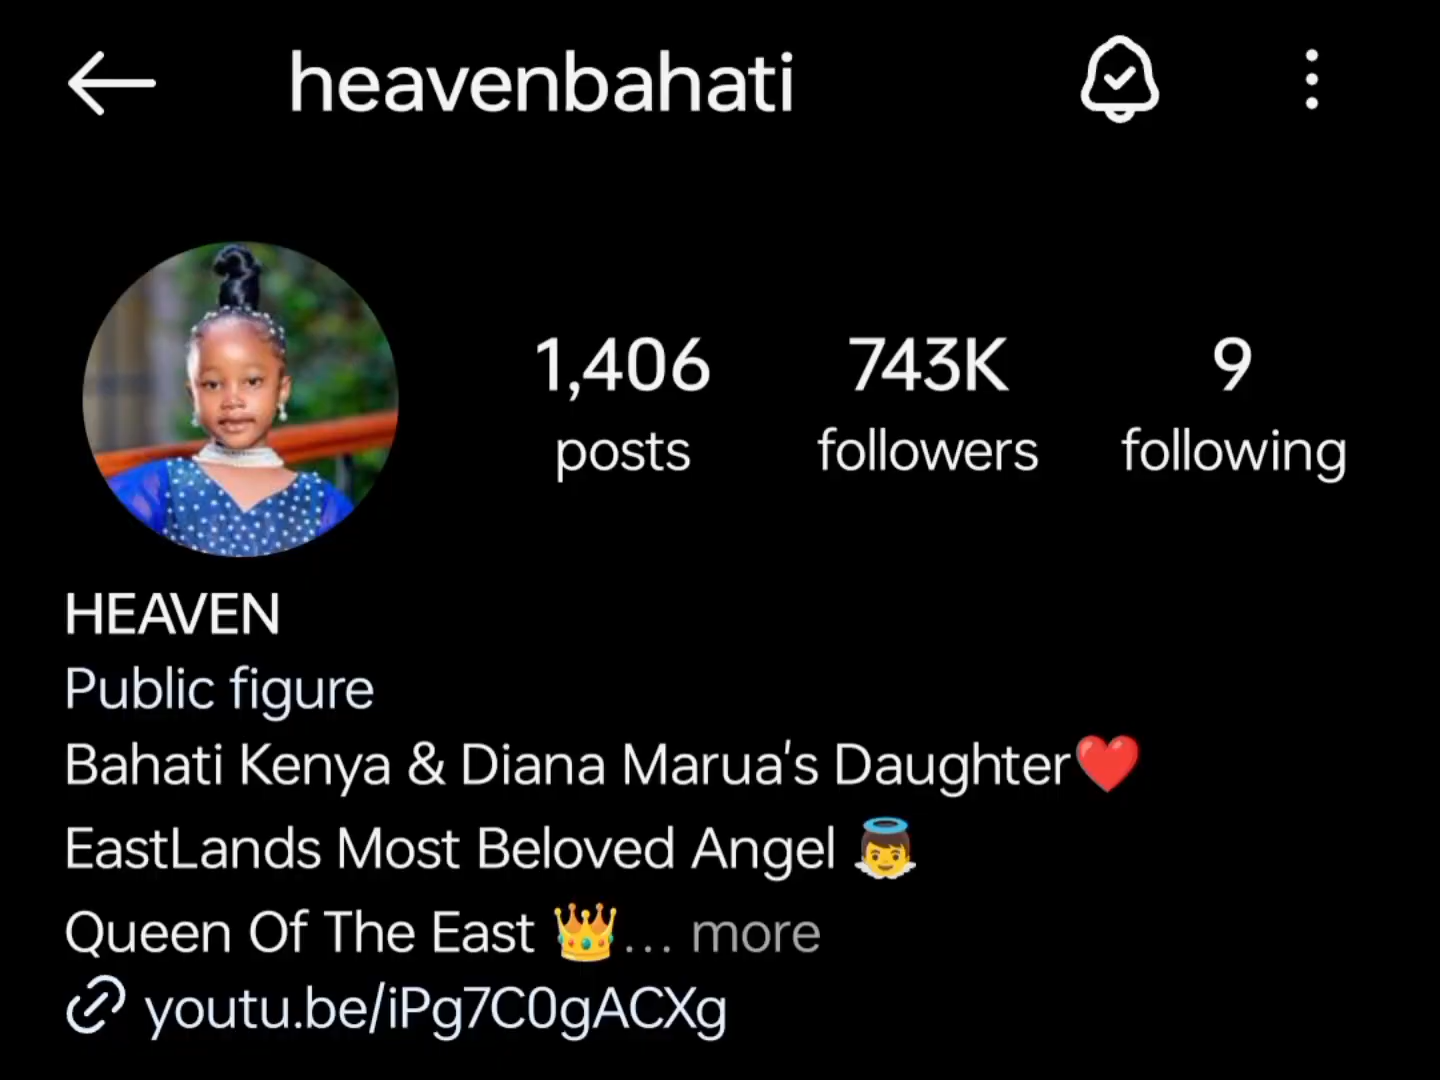 heavenbahati
1,406 743K 9
posts followers following
HEAVEN
Public figure
Bahati Kenya & Diana Marua's Daughter❤️
EastLands Most Beloved Angel 👼
Queen Of The East 👑... more
youtu.be/iPg7C0gACXg